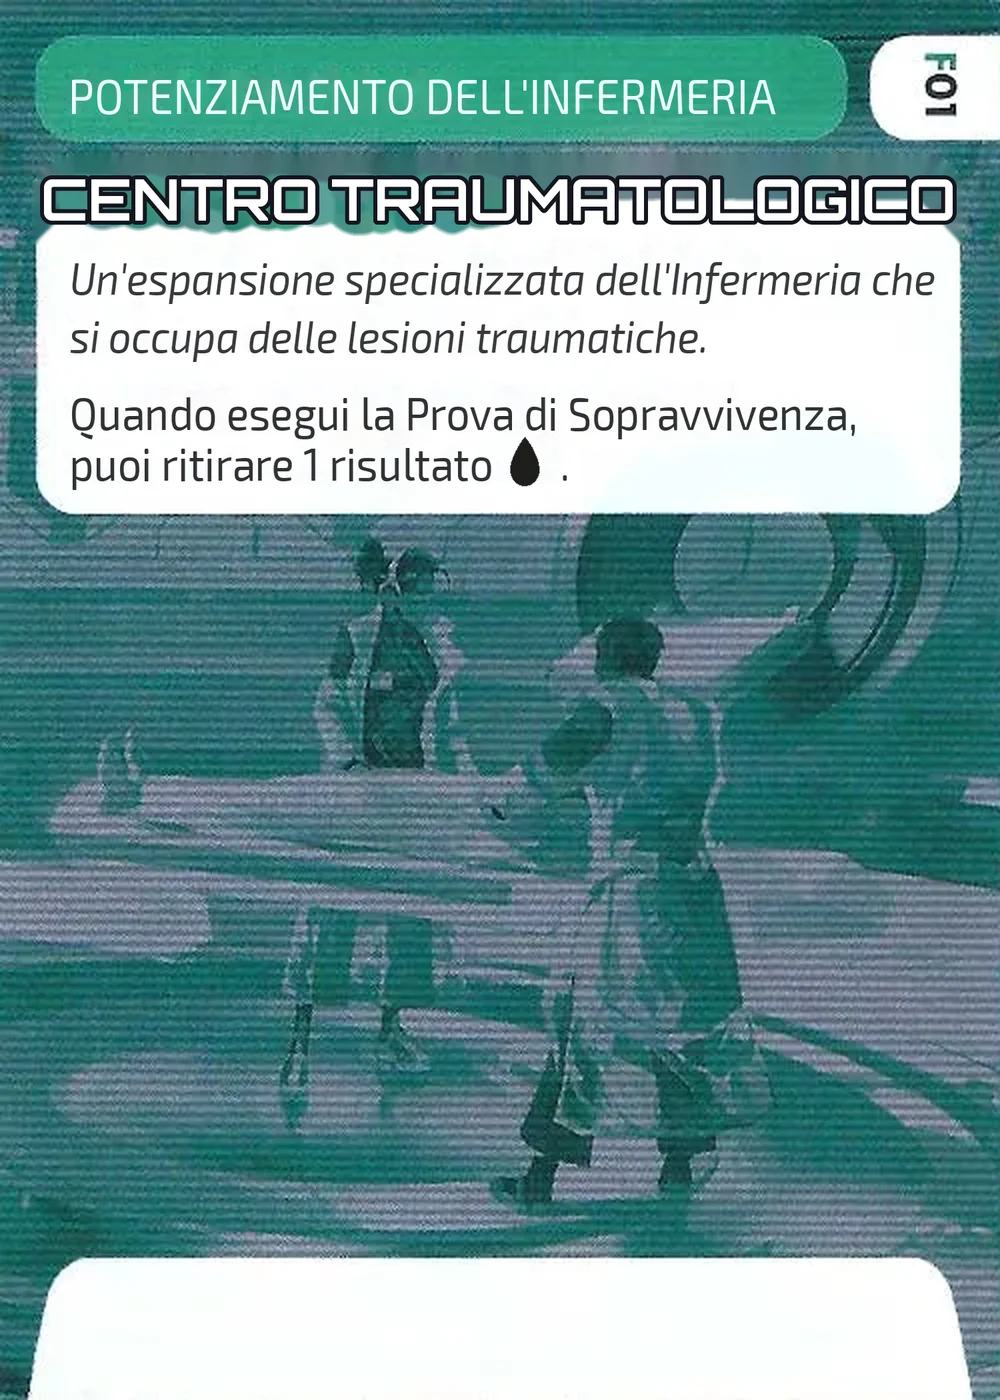 POTENZIAMENTO DELL'INFERMERIA
F01
CENTRO TRAUMATOLOGICO
Un'espansione specializzata dell'Infermeria che
si occupa delle lesioni traumatiche.
Quando esegui la Prova di Sopravvivenza,
puoi ritirare 1 risultato .